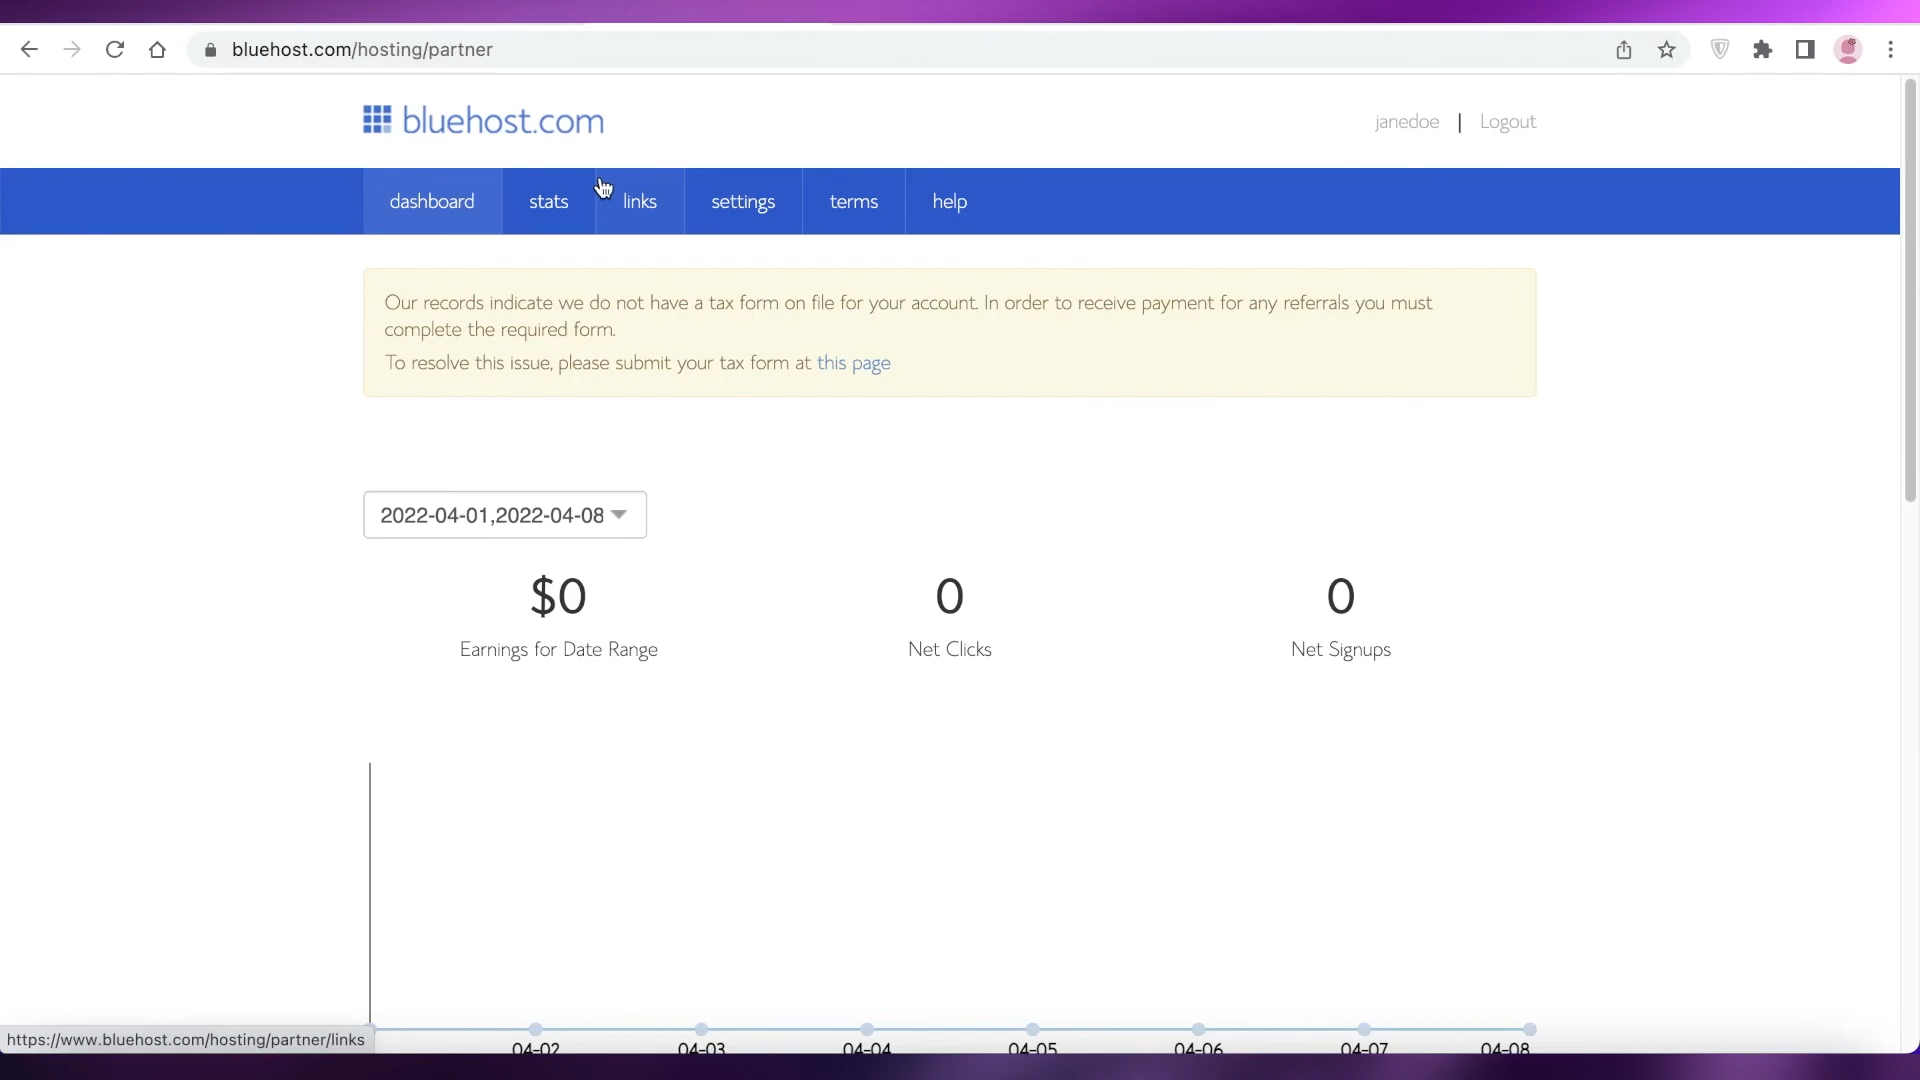 bluehost.com/hosting/partner
bluehost.com
janedoe | Logout
dashboard stats links settings terms help
Our records indicate we do not have a tax form on file for your account. In order to receive payment for any referrals you must
complete the required form.
To resolve this issue, please submit your tax form at this page
2022-04-01,2022-04-08
$0 0 0
Earnings for Date Range Net Clicks Net Signups
https://www.bluehost.com/hosting/partner/links
04-02 04-03 04-04 04-05 04-06 04-07 04-08